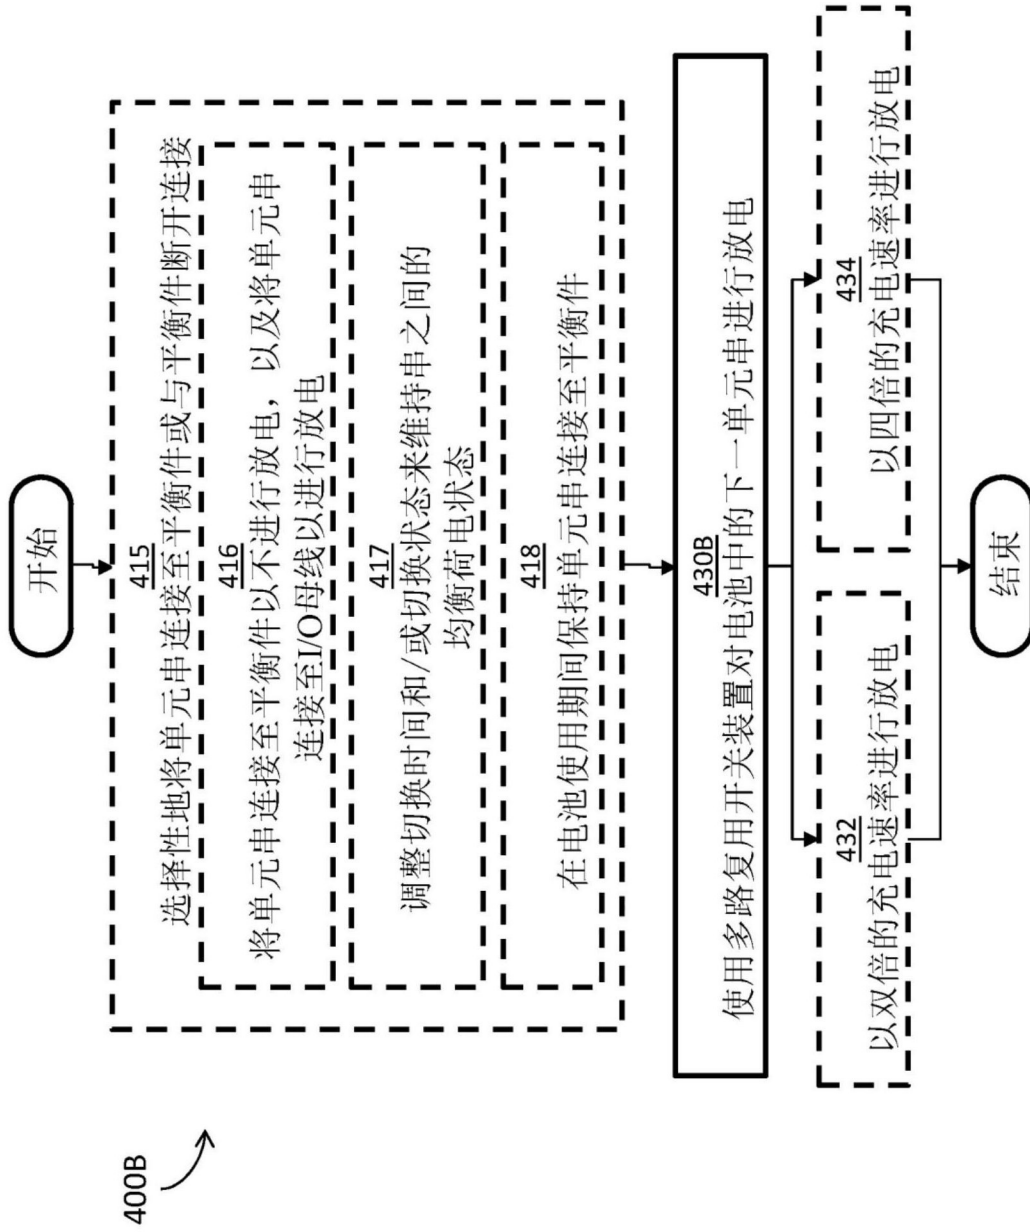 400B
开始
415
选择性地将单元串连接至平衡件或与平衡件断开连接
416
将单元串连接至平衡件以不进行放电，以及将单元串
连接至I/O母线以进行放电
417
调整切换时间和/或切换状态来维持串之间的
均衡荷电状态
418
在电池使用期间保持单元串连接至平衡件
430B
使用多路复用开关装置对电池中的下一单元串进行放电
432
以双倍的充电速率进行放电
434
以四倍的充电速率进行放电
结束